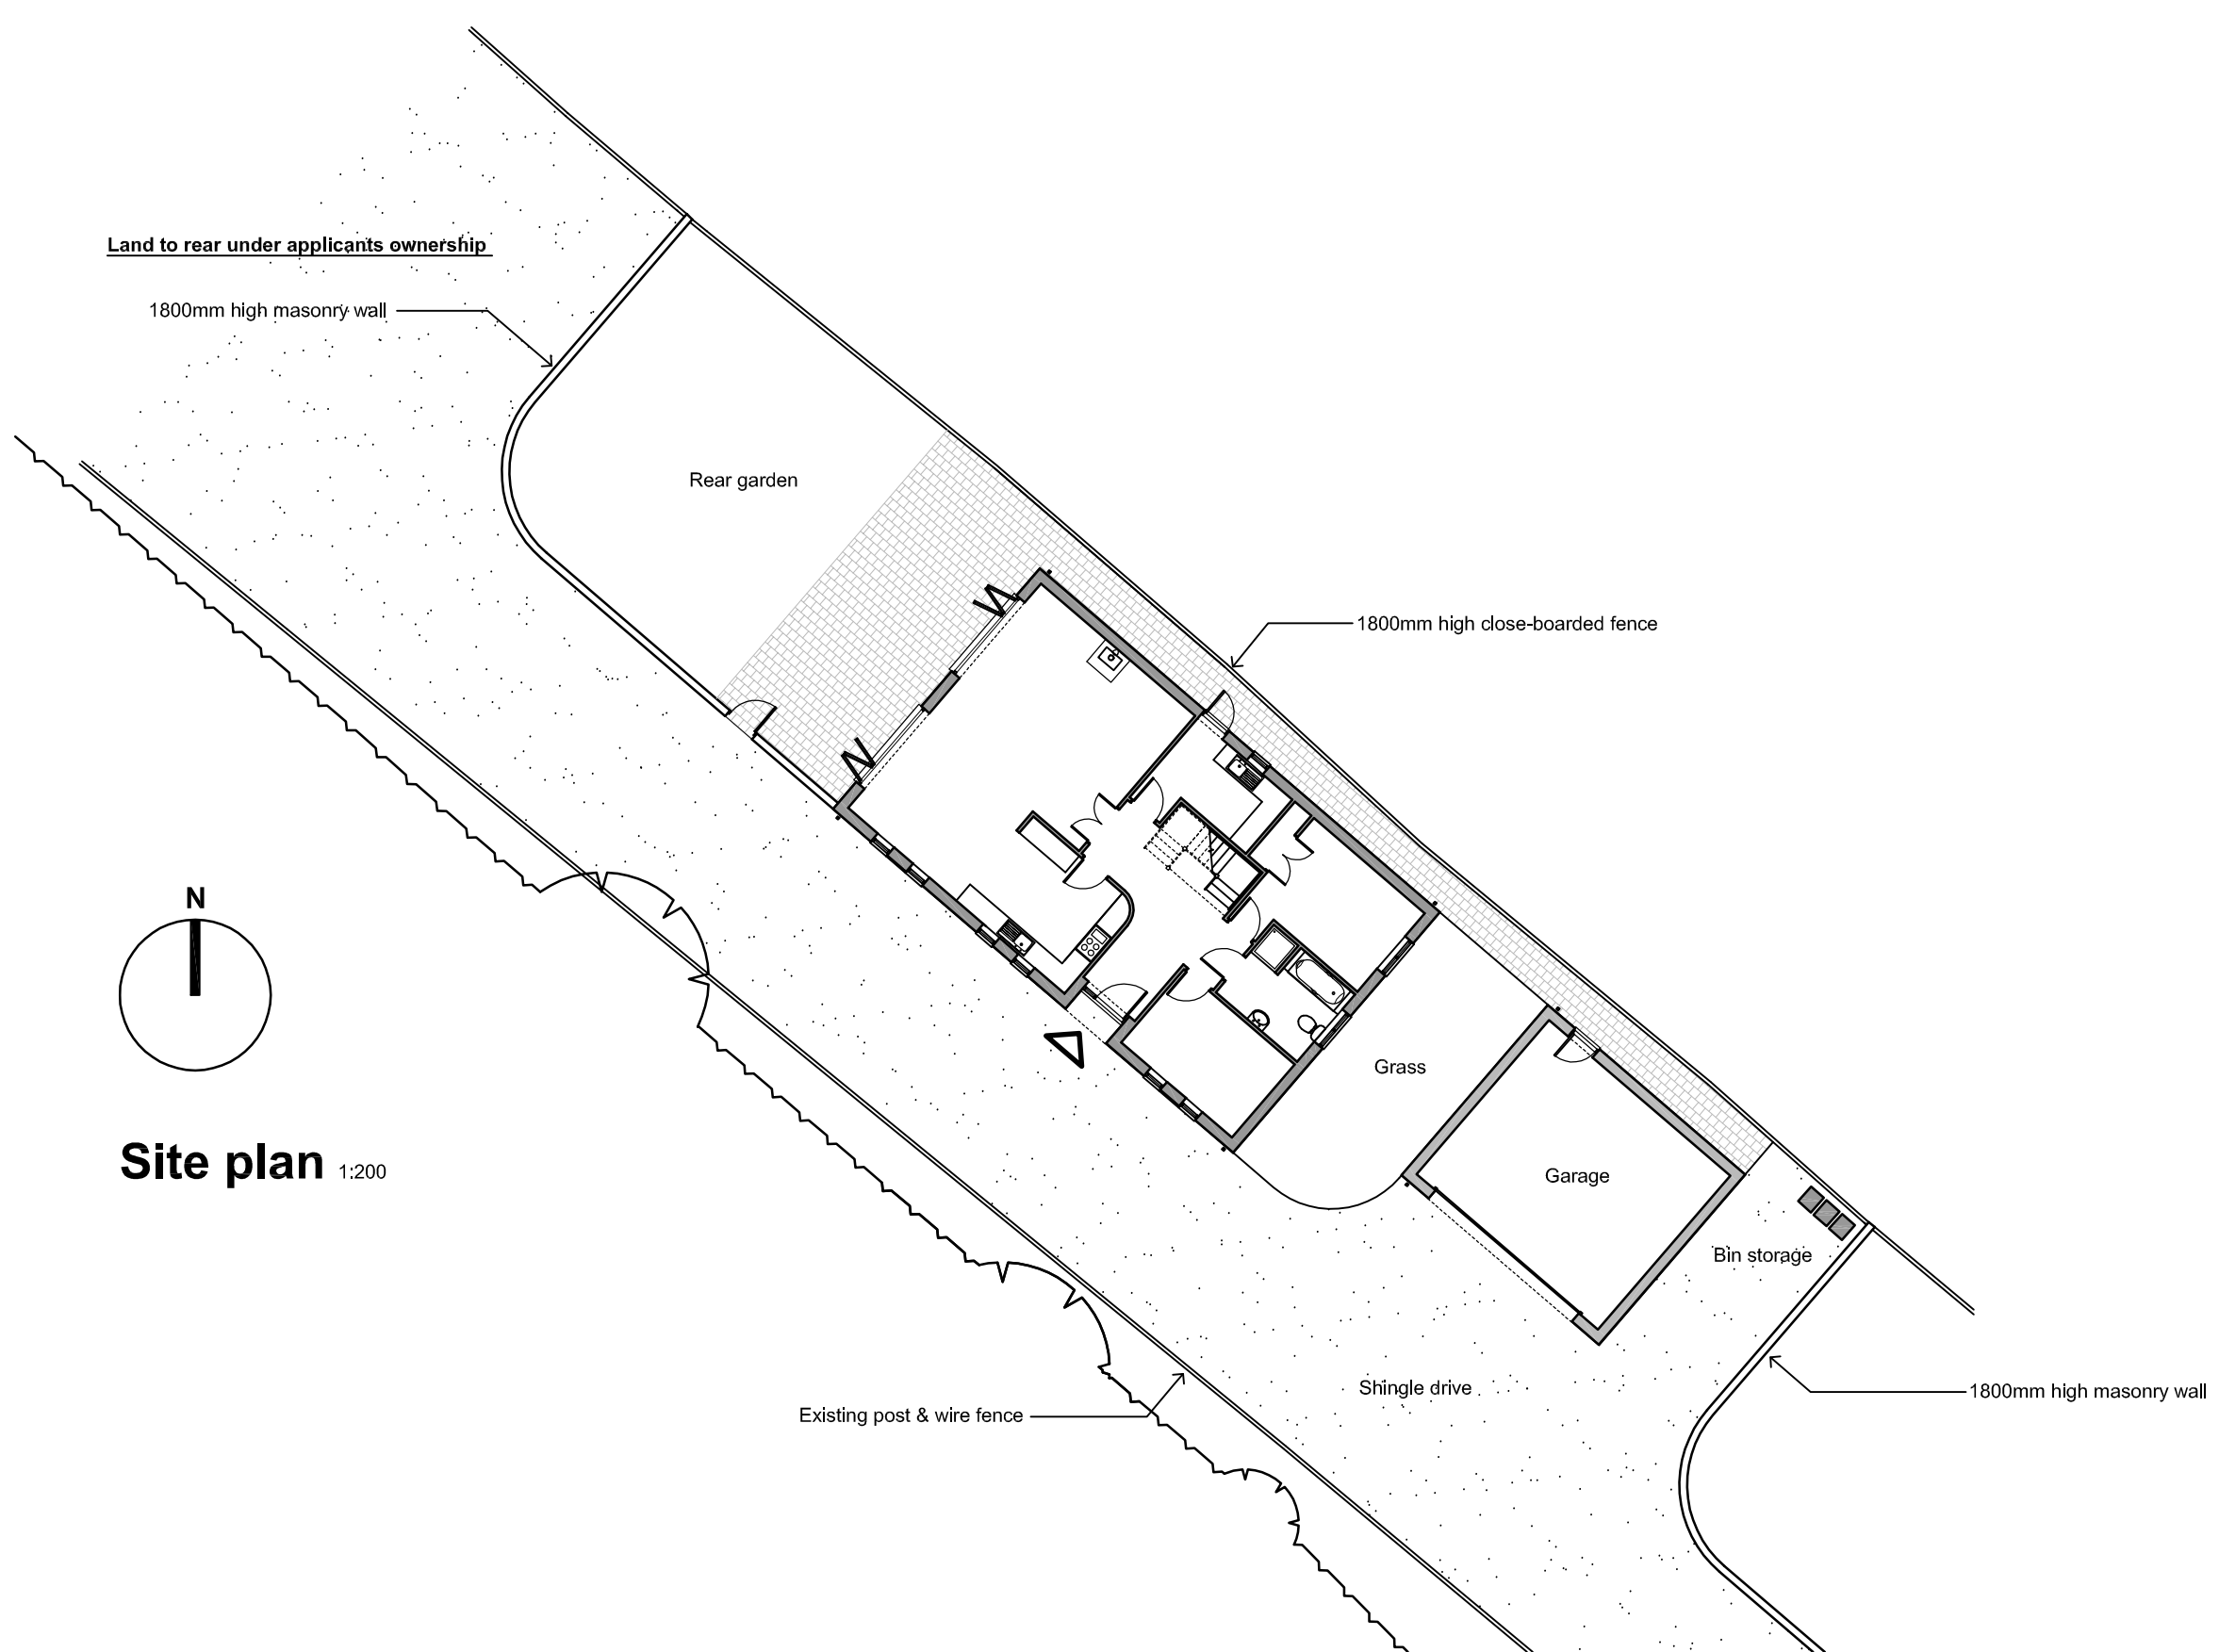 Land to rear under applicants ownership
1800mm high masonry wall
Rear garden
1800mm high close-boarded fence
N
Grass
Site plan 1:200
Garage
Bin storage
Shingle drive
1800mm high masonry wall
Existing post & wire fence